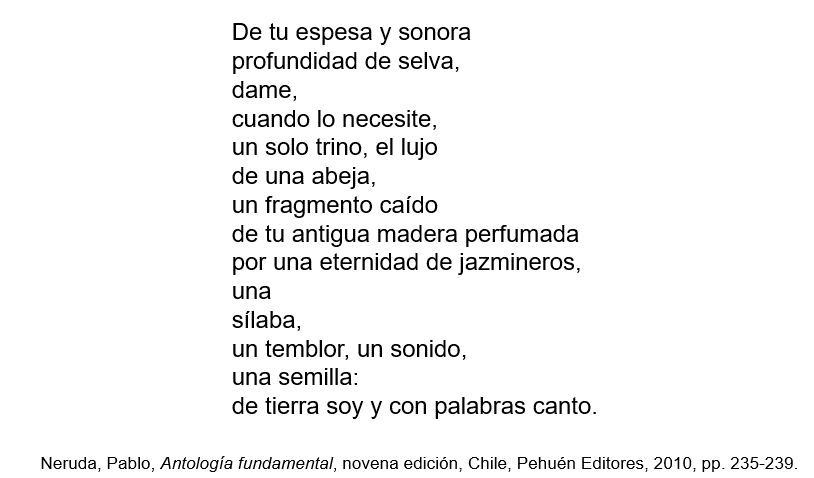 De tu espesa y sonora
profundidad de selva,
dame,
cuando lo necesite,
un solo trino, el lujo
de una abeja,
un fragmento caído
de tu antigua madera perfumada
por una eternidad de jazmineros,
una
sílaba,
un temblor, un sonido,
una semilla:
de tierra soy y con palabras canto.
Neruda, Pablo, Antología fundamental, novena edición, Chile, Pehuén Editores, 2010, pp. 235-239.